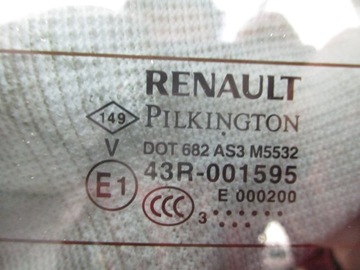 RENAULT
149 PILKINGTON
V DOT 682 AS3 M5532
E1 43R-001595
CCC E 000200
3 ...... 
......